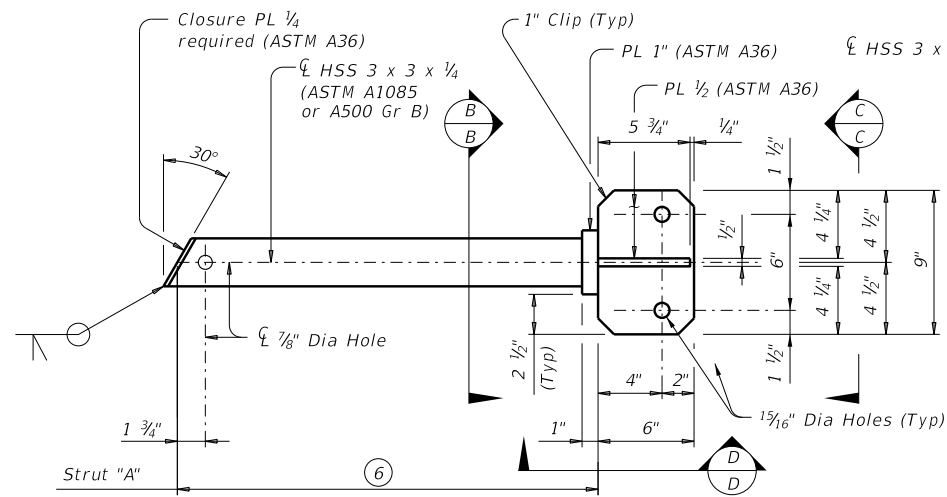 Closure PL ¼
required (ASTM A36)
1" Clip (Typ)
PL 1" (ASTM A36)
℄ HSS 3 x
℄ HSS 3 x 3 x ¼
(ASTM A1085
or A500 Gr B)
PL ½ (ASTM A36)
B
B
C
C
5 ¾"
¼"
1 ½"
30°
½"
6"
4 ¼"
4 ½"
9"
4 ¼"
4 ½"
℄ ⅞" Dia Hole
2 ½"
(Typ)
1 ½"
4"
2"
15/16" Dia Holes (Typ)
1 ¾"
1"
6"
D
D
Strut "A"
6